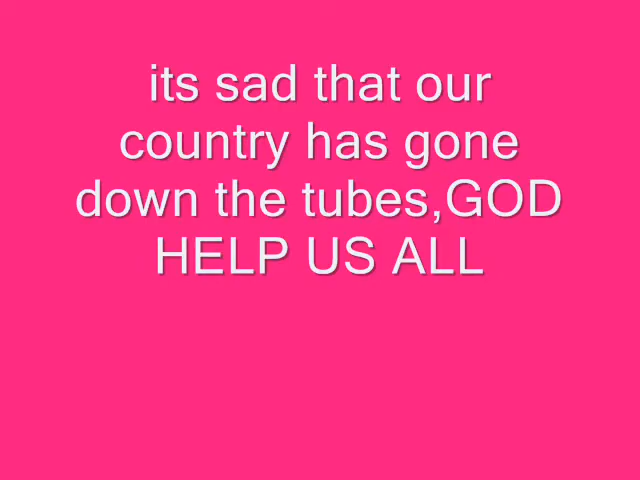 its sad that our
country has gone
down the tubes,GOD
HELP US ALL